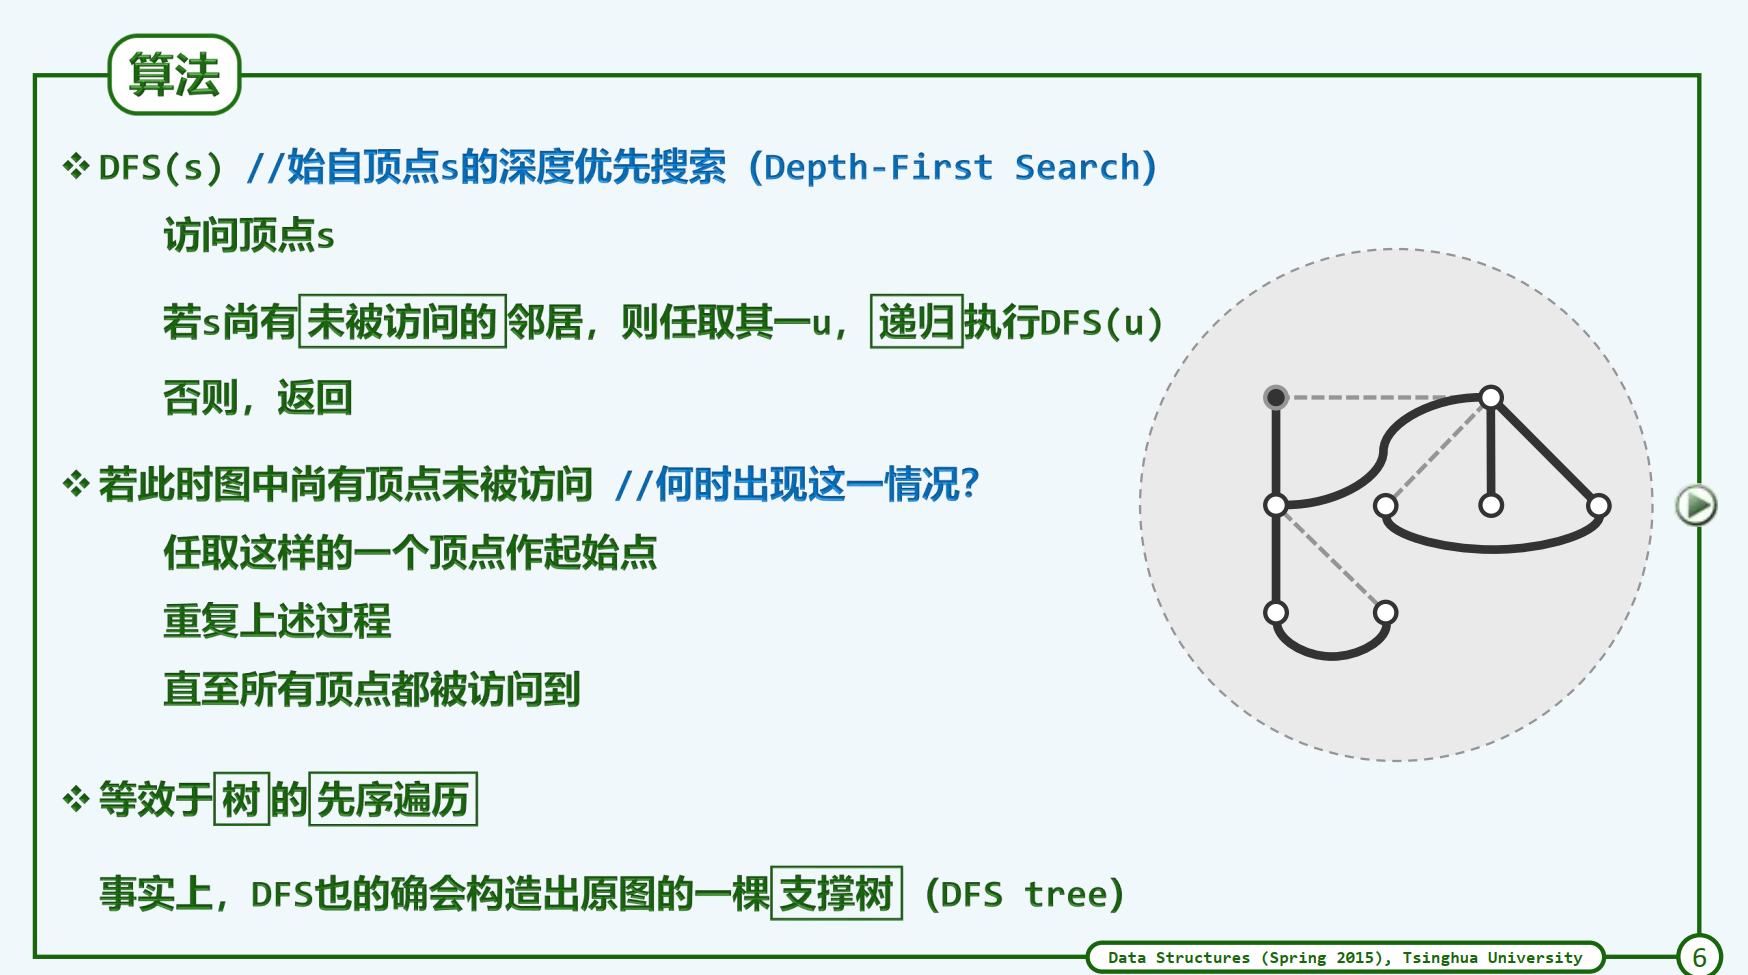 算法
DFS(s) //始自顶点s的深度优先搜索（Depth-First Search）
访问顶点s
若s尚有未被访问的邻居，则任取其一u，递归执行DFS(u)
否则，返回
若此时图中尚有顶点未被访问 //何时出现这一情况？
任取这样的一个顶点作起始点
重复上述过程
直至所有顶点都被访问到
等效于树的先序遍历
事实上，DFS也的确会构造出原图的一棵支撑树（DFS tree）
Data Structures (Spring 2015), Tsinghua University
6